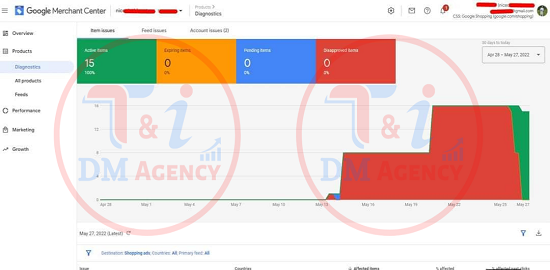 Google Merchant Center
Products
Diagnostics
@gmail.com
CSS: Google Shopping (google.com/shopping)
Overview
Products
Diagnostics
All products
Feeds
Performance
Marketing
Growth
Item issues Feed issues Account issues (2)
Active items Expiring items Pending items Disapproved items
15 0 0 0
100% 0% 0% 0%
30 days to today
Apr 28 – May 27, 2022
16
12
8
4
0
Apr 28 May 1 May 4 May 7 May 10 May 13 May 16 May 19 May 22 May 25 May 27
T & i
DM AGENCY
T & i
DM AGENCY
May 27, 2022 (Latest)
Destination: Shopping ads, Countries: All, Primary feed: All
Issue Countries Affected items % affected